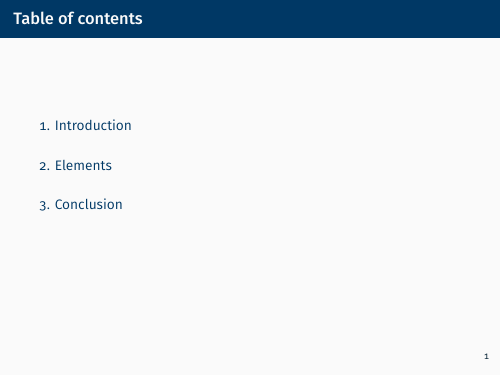 Table of contents
1. Introduction
2. Elements
3. Conclusion
1